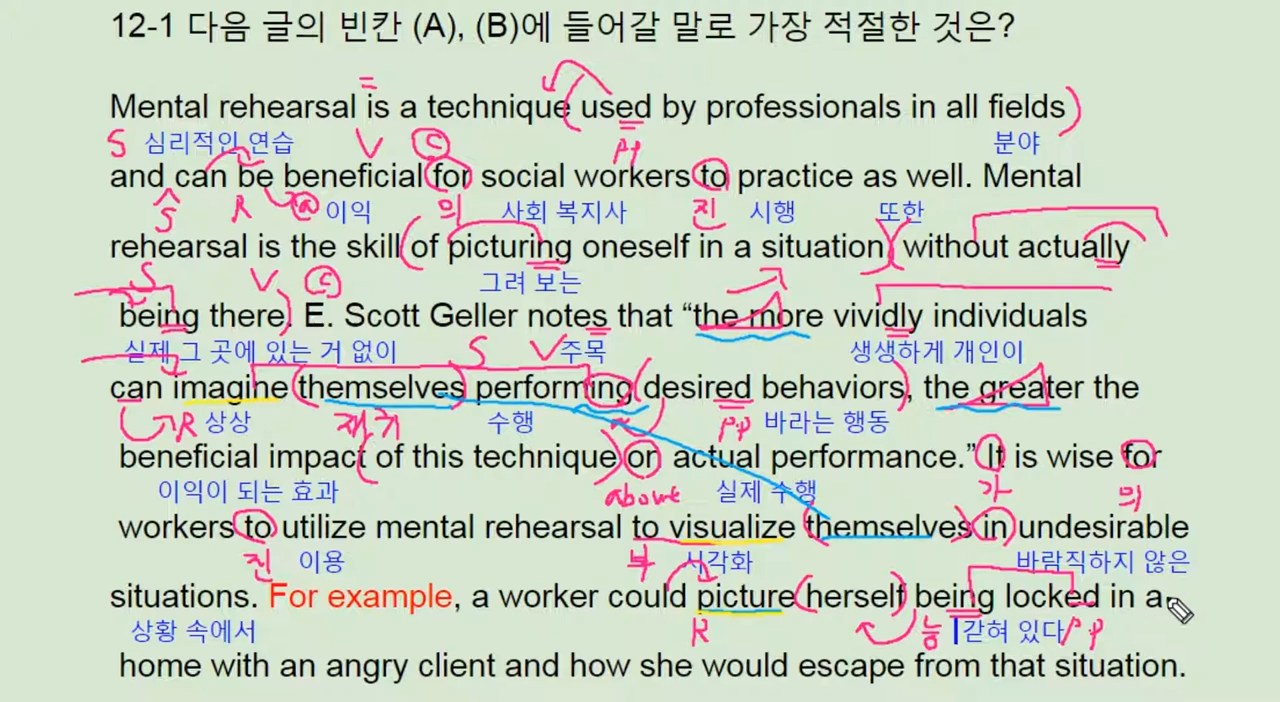 12-1 다음 글의 빈칸 (A), (B)에 들어갈 말로 가장 적절한 것은?
Mental rehearsal is a technique used by professionals in all fields
S 심리적인 연습 V C PP 분야
and can be beneficial for social workers to practice as well. Mental
S R a 이익 의 사회 복지사 진 시행 또한
rehearsal is the skill of picturing oneself in a situation without actually
S V C 그려 보는
being there. E. Scott Geller notes that “the more vividly individuals
실제 그 곳에 있는 거 없이 S V 주목 생생하게 개인이
can imagine themselves performing desired behaviors, the greater the
R 상상 재귀 수행 PP 바라는 행동
beneficial impact of this technique on actual performance.” It is wise for
이익이 되는 효과 about 실제 수행 가 의
workers to utilize mental rehearsal to visualize themselves in undesirable
진 이용 부 시각화 바람직하지 않은
situations. For example, a worker could picture herself being locked in a
상황 속에서 R 능 갇혀 있다 PP
home with an angry client and how she would escape from that situation.